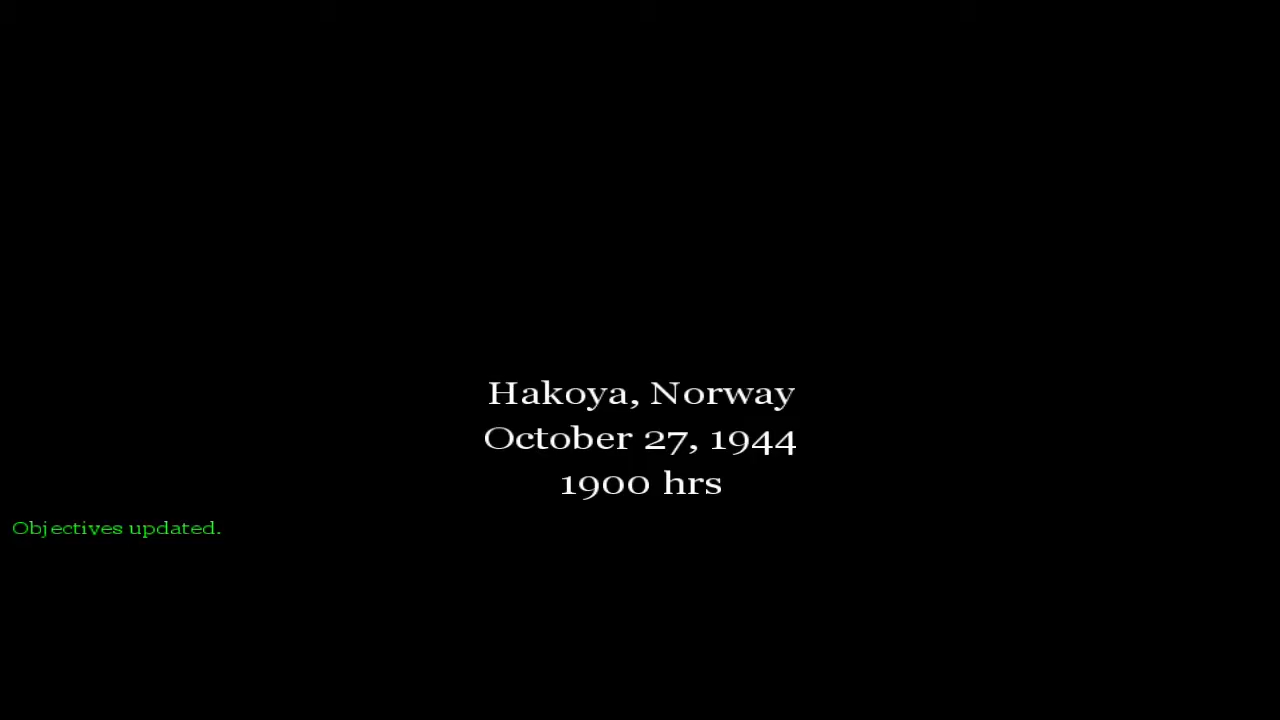 Hakoya, Norway
October 27, 1944
1900 hrs
Objectives updated.